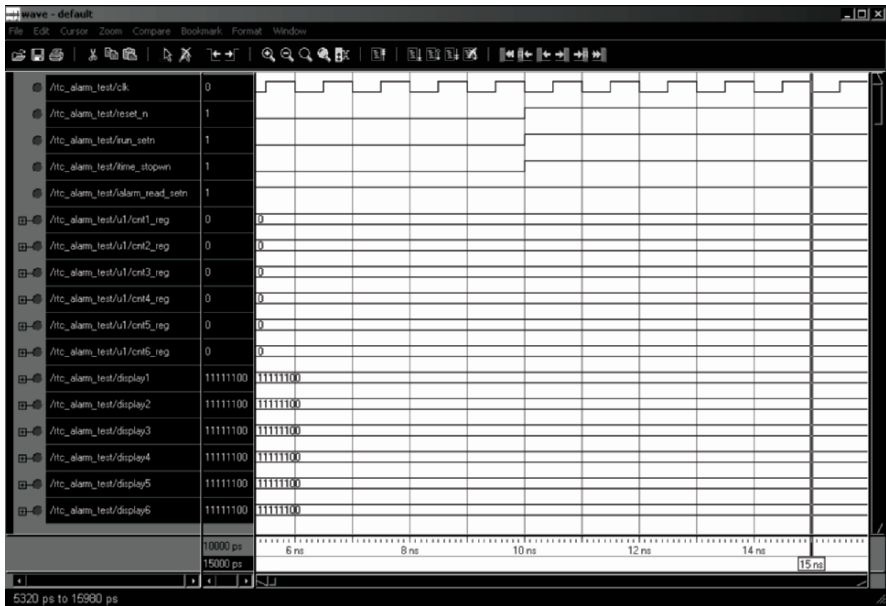 wave - default
File Edit Cursor Zoom Compare Bookmark Format Window
/rtc_alarm_test/clk 0
/rtc_alarm_test/reset_n 1
/rtc_alarm_test/irun_setn 1
/rtc_alarm_test/itime_stopwn 1
/rtc_alarm_test/ialarm_read_setn 1
/rtc_alarm_test/u1/cnt1_reg 0 0
/rtc_alarm_test/u1/cnt2_reg 0 0
/rtc_alarm_test/u1/cnt3_reg 0 0
/rtc_alarm_test/u1/cnt4_reg 0 0
/rtc_alarm_test/u1/cnt5_reg 0 0
/rtc_alarm_test/u1/cnt6_reg 0 0
/rtc_alarm_test/display1 11111100 11111100
/rtc_alarm_test/display2 11111100 11111100
/rtc_alarm_test/display3 11111100 11111100
/rtc_alarm_test/display4 11111100 11111100
/rtc_alarm_test/display5 11111100 11111100
/rtc_alarm_test/display6 11111100 11111100
10000 ps 6 ns 8 ns 10 ns 12 ns 14 ns
15000 ps 15 ns
5320 ps to 15980 ps